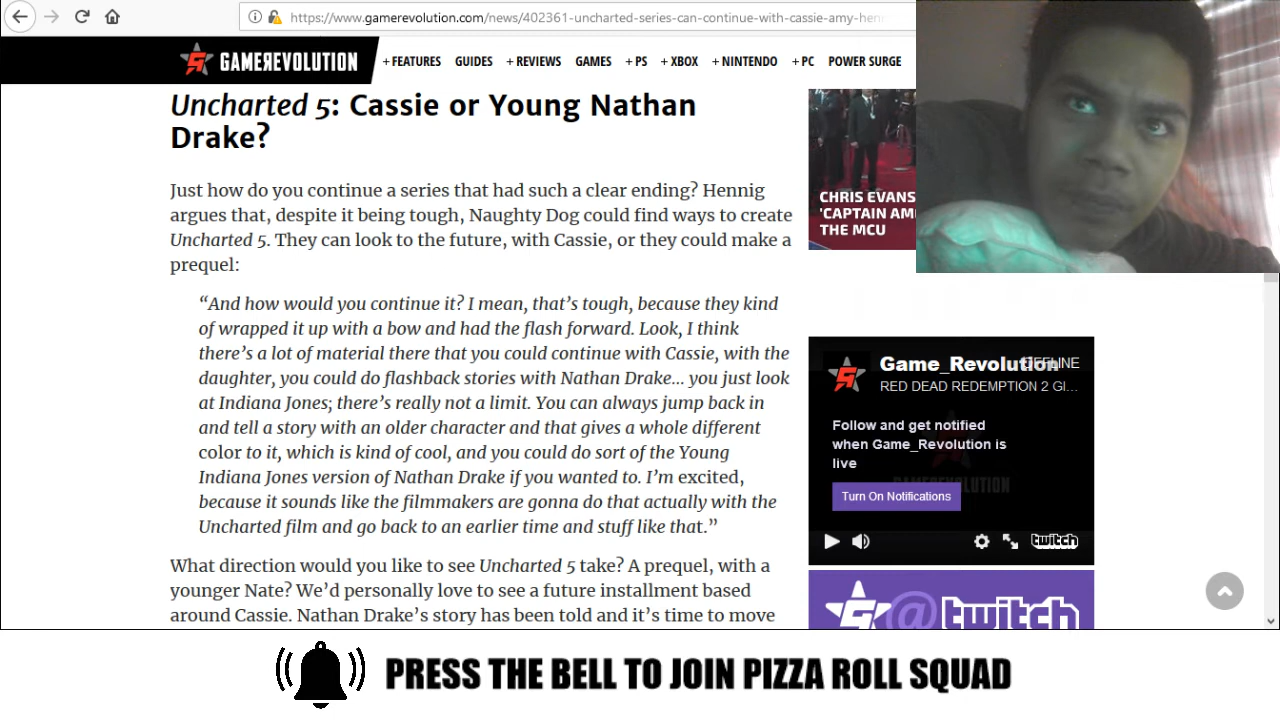 https://www.gamerevolution.com/news/402361-uncharted-series-can-continue-with-cassie-amy-henn
GAMEREVOLUTION
+ FEATURES GUIDES + REVIEWS GAMES + PS + XBOX + NINTENDO + PC POWER SURGE
Uncharted 5: Cassie or Young Nathan
Drake?
Just how do you continue a series that had such a clear ending? Hennig
argues that, despite it being tough, Naughty Dog could find ways to create
Uncharted 5. They can look to the future, with Cassie, or they could make a
prequel:
“And how would you continue it? I mean, that’s tough, because they kind
of wrapped it up with a bow and had the flash forward. Look, I think
there’s a lot of material there that you could continue with Cassie, with the
daughter, you could do flashback stories with Nathan Drake... you just look
at Indiana Jones; there’s really not a limit. You can always jump back in
and tell a story with an older character and that gives a whole different
color to it, which is kind of cool, and you could do sort of the Young
Indiana Jones version of Nathan Drake if you wanted to. I’m excited,
because it sounds like the filmmakers are gonna do that actually with the
Uncharted film and go back to an earlier time and stuff like that.”
What direction would you like to see Uncharted 5 take? A prequel, with a
younger Nate? We’d personally love to see a future installment based
around Cassie. Nathan Drake’s story has been told and it’s time to move
CHRIS EVANS
'CAPTAIN AM
THE MCU
Game_Revolution
OFFLINE
RED DEAD REDEMPTION 2 GI...
Follow and get notified
when Game_Revolution is
live
Turn On Notifications
twitch
@twitch
PRESS THE BELL TO JOIN PIZZA ROLL SQUAD